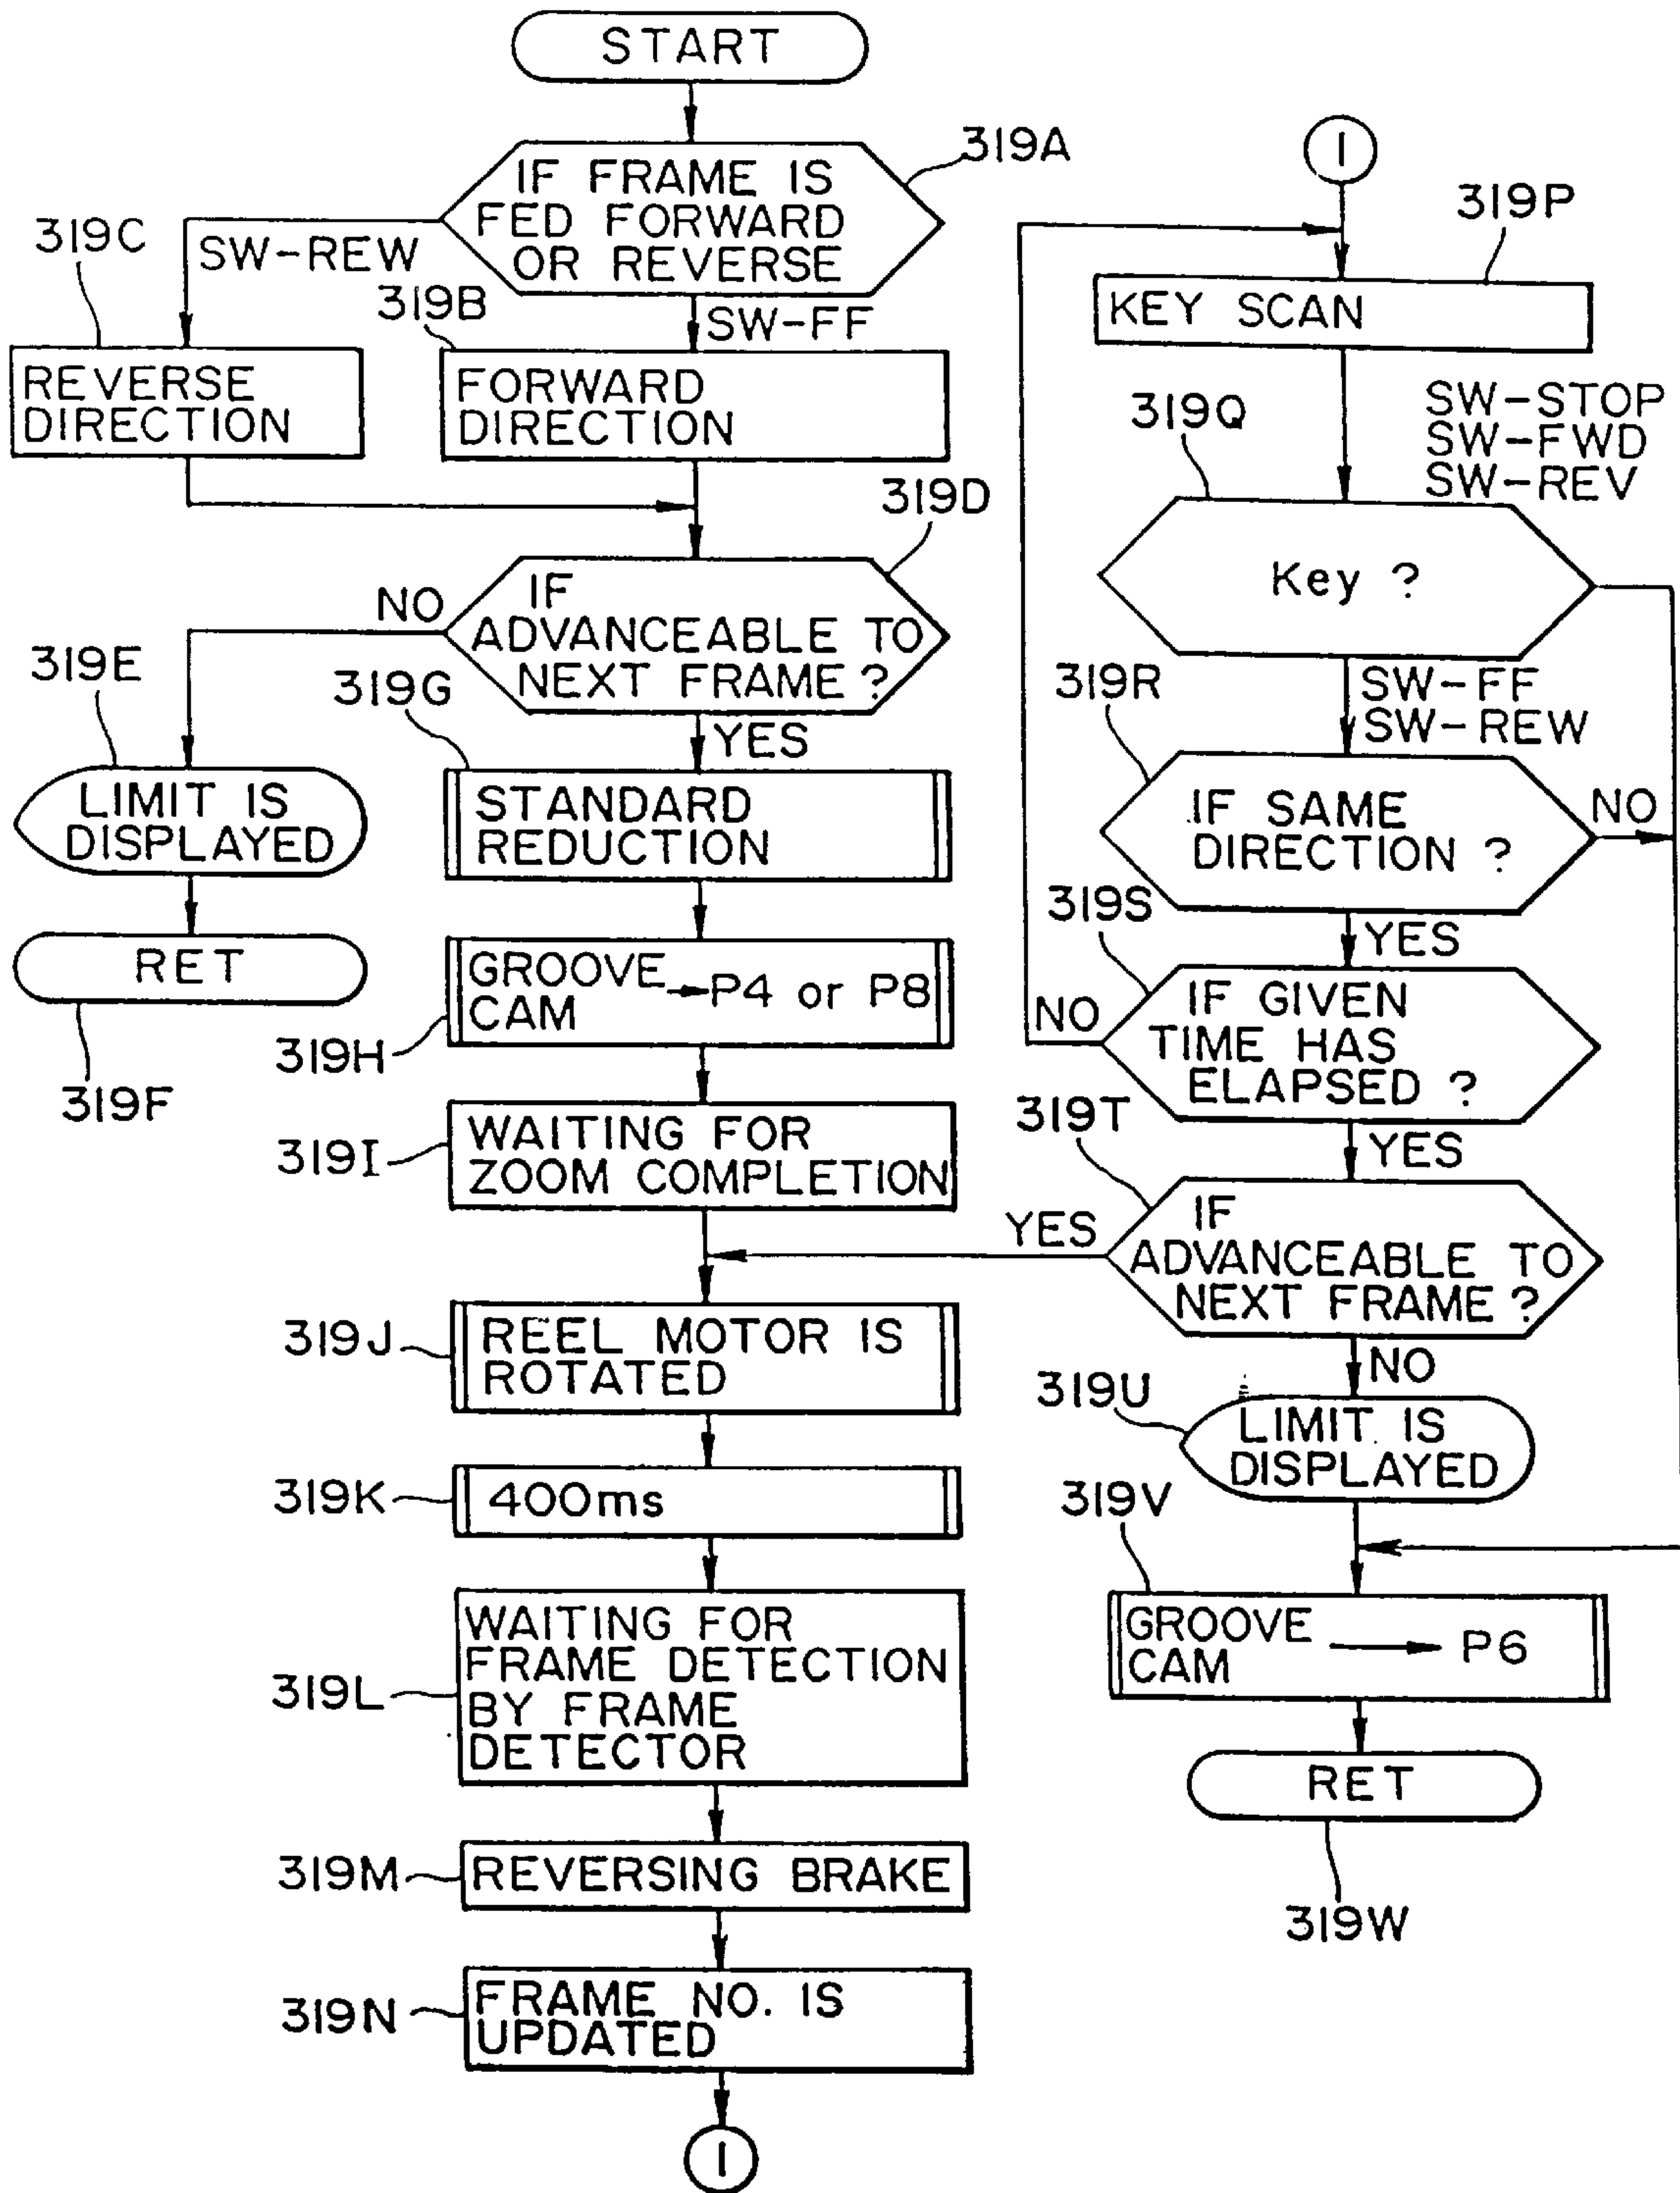 START
319A
IF FRAME IS
FED FORWARD
OR REVERSE
319C
SW-REW
319B
SW-FF
REVERSE
DIRECTION
FORWARD
DIRECTION
319D
NO
IF
ADVANCEABLE TO
NEXT FRAME?
319E
319G
YES
LIMIT IS
DISPLAYED
STANDARD
REDUCTION
RET
319F
GROOVE
CAM
P4 or P8
319H
WAITING FOR
ZOOM COMPLETION
319I
REEL MOTOR IS
ROTATED
319J
400ms
319K
WAITING FOR
FRAME DETECTION
BY FRAME
DETECTOR
319L
REVERSING BRAKE
319M
FRAME NO. IS
UPDATED
319N
1
1
319P
KEY SCAN
319Q
SW-STOP
SW-FWD
SW-REV
Key ?
319R
SW-FF
SW-REW
IF SAME
DIRECTION ?
NO
319S
YES
NO
IF GIVEN
TIME HAS
ELAPSED ?
319T
YES
YES
IF
ADVANCEABLE TO
NEXT FRAME?
NO
319U
LIMIT IS
DISPLAYED
319V
GROOVE
CAM
P6
RET
319W